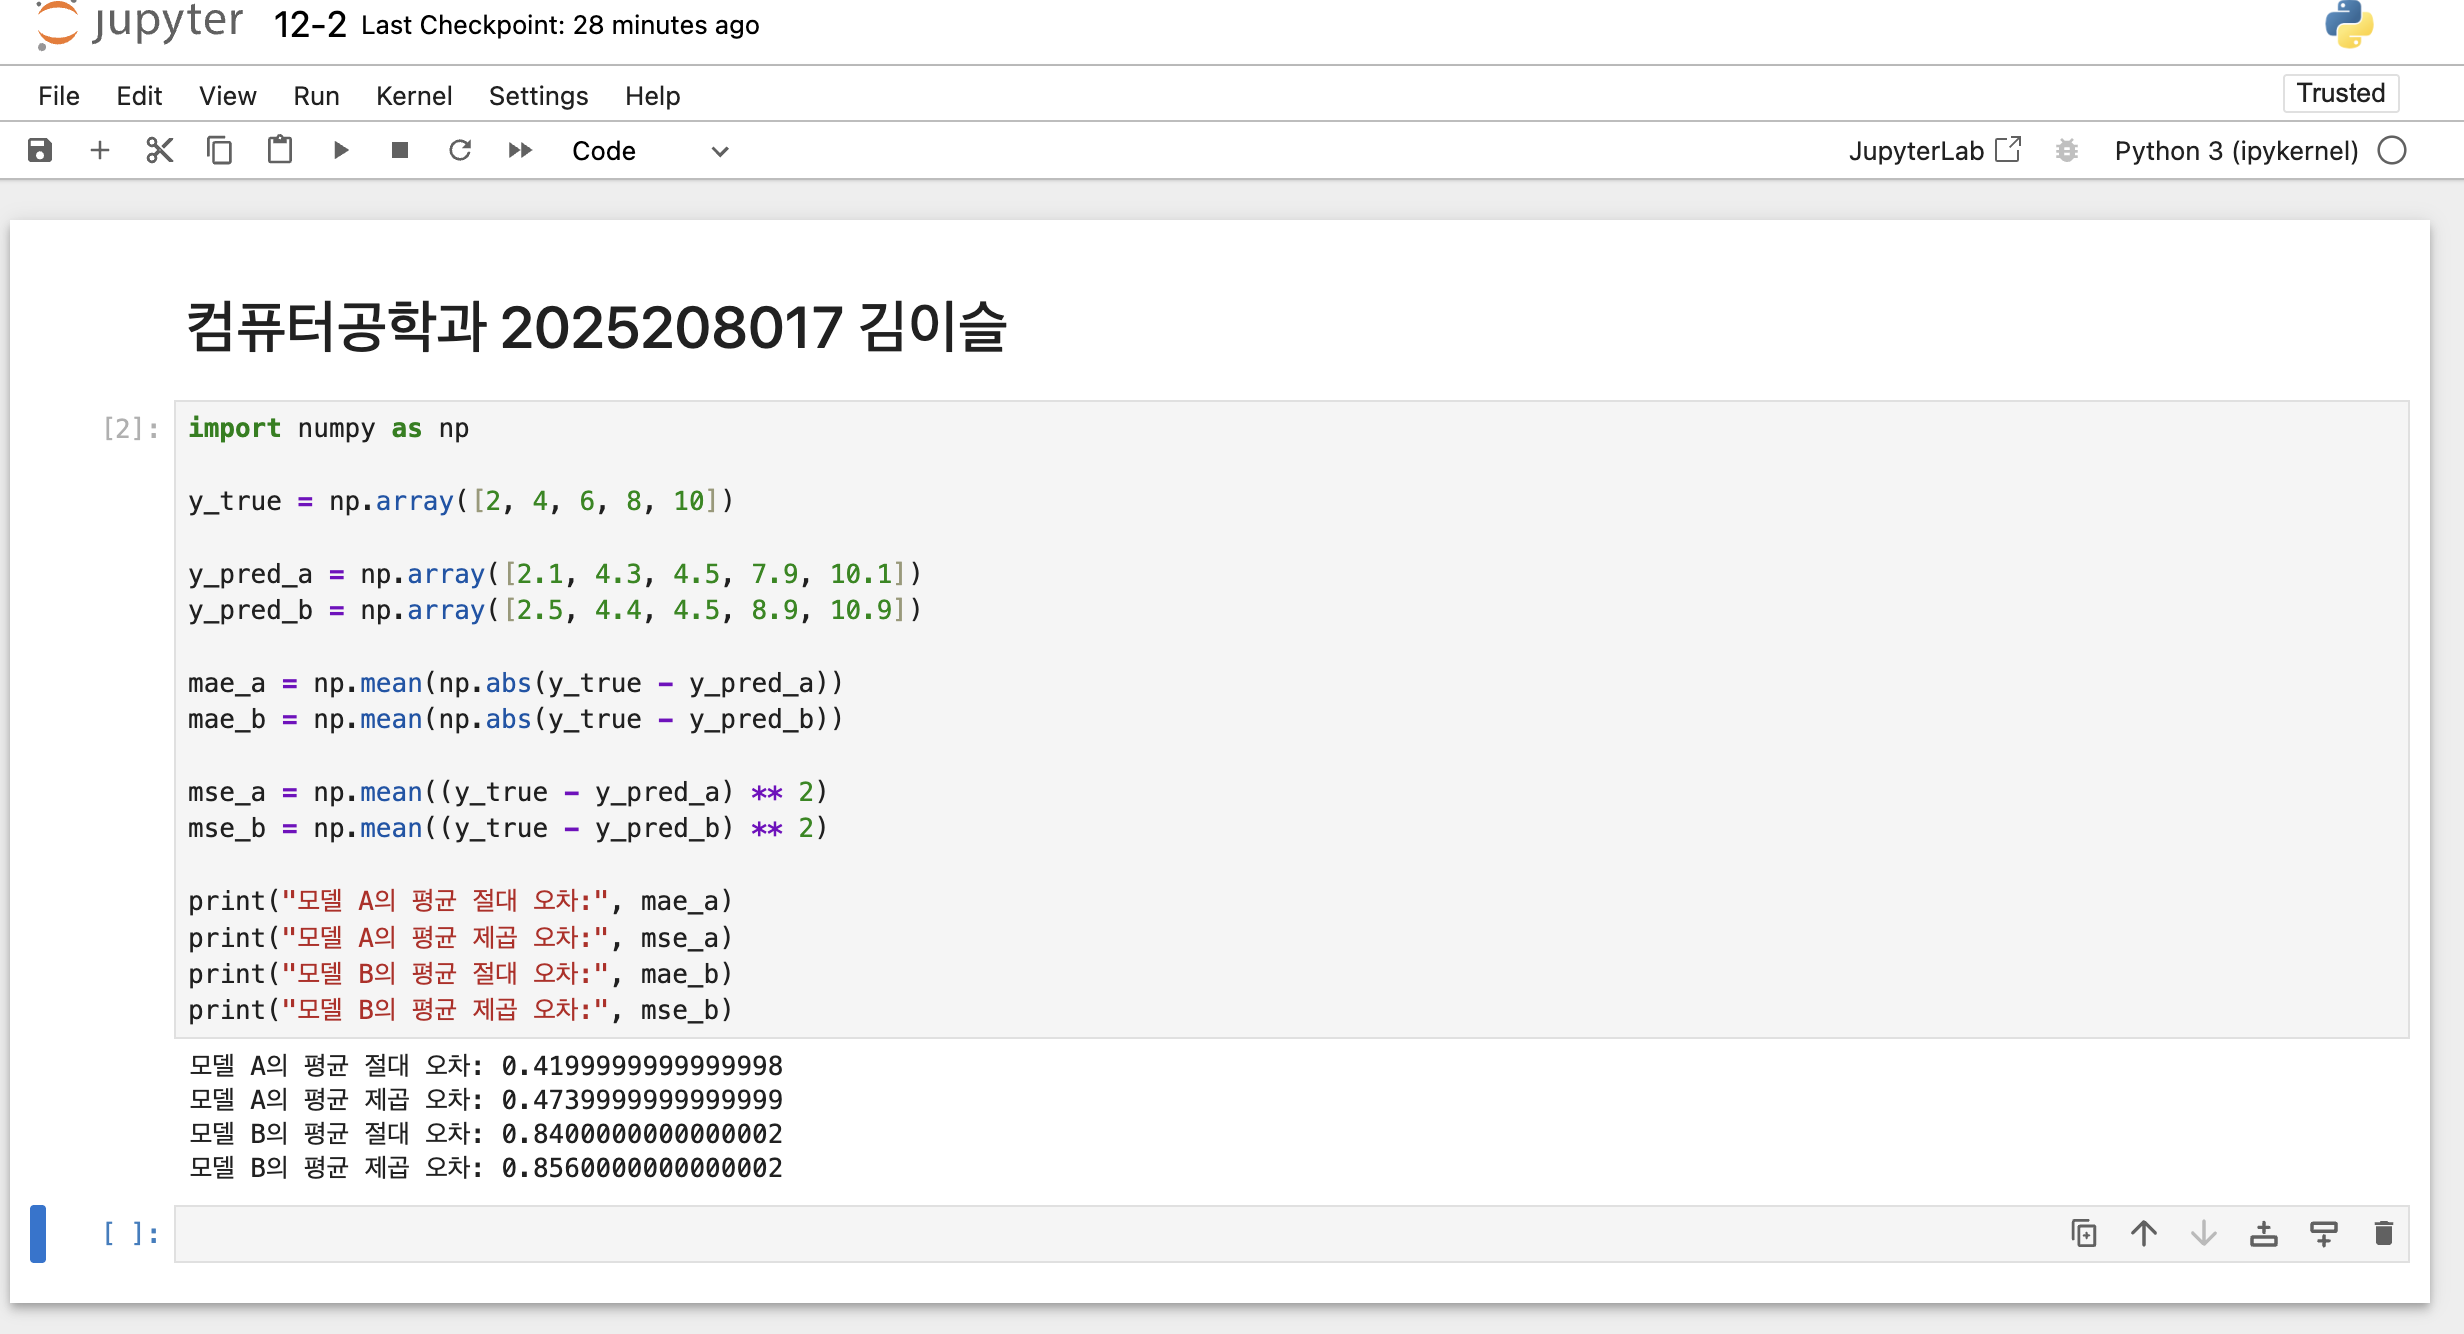 jupyter 12-2 Last Checkpoint: 28 minutes ago
File Edit View Run Kernel Settings Help Trusted
Code JupyterLab Python 3 (ipykernel)
컴퓨터공학과 2025208017 김이슬
[2]: import numpy as np
y_true = np.array([2, 4, 6, 8, 10])
y_pred_a = np.array([2.1, 4.3, 4.5, 7.9, 10.1])
y_pred_b = np.array([2.5, 4.4, 4.5, 8.9, 10.9])
mae_a = np.mean(np.abs(y_true - y_pred_a))
mae_b = np.mean(np.abs(y_true - y_pred_b))
mse_a = np.mean((y_true - y_pred_a) ** 2)
mse_b = np.mean((y_true - y_pred_b) ** 2)
print("모델 A의 평균 절대 오차:", mae_a)
print("모델 A의 평균 제곱 오차:", mse_a)
print("모델 B의 평균 절대 오차:", mae_b)
print("모델 B의 평균 제곱 오차:", mse_b)
모델 A의 평균 절대 오차: 0.4199999999999998
모델 A의 평균 제곱 오차: 0.4739999999999999
모델 B의 평균 절대 오차: 0.8400000000000002
모델 B의 평균 제곱 오차: 0.8560000000000002
[ ]: